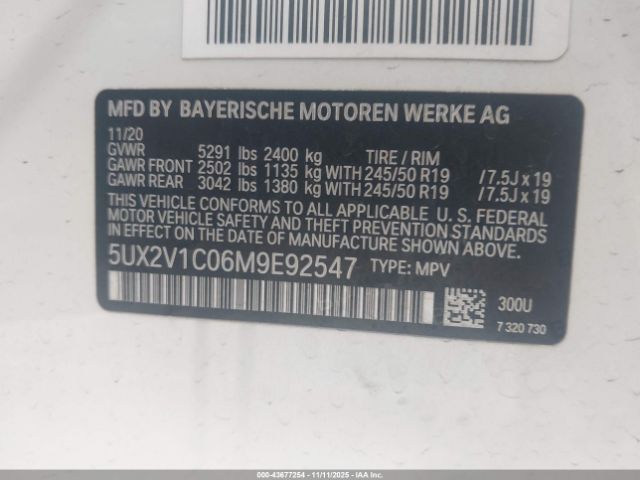 MFD BY BAYERISCHE MOTOREN WERKE AG
11/20
GVWR 5291 lbs 2400 kg TIRE / RIM
GAWR FRONT 2502 lbs 1135 kg WITH 245/50 R19 /7.5J x 19
GAWR REAR 3042 lbs 1380 kg WITH 245/50 R19 /7.5J x 19
THIS VEHICLE CONFORMS TO ALL APPLICABLE U. S. FEDERAL
MOTOR VEHICLE SAFETY AND THEFT PREVENTION STANDARDS
IN EFFECT ON THE DATE OF MANUFACTURE SHOWN ABOVE.
5UX2V1C06M9E92547 TYPE: MPV
300U
7 320 730
000-43677254 - 11/11/2025 - IAAI, Inc.